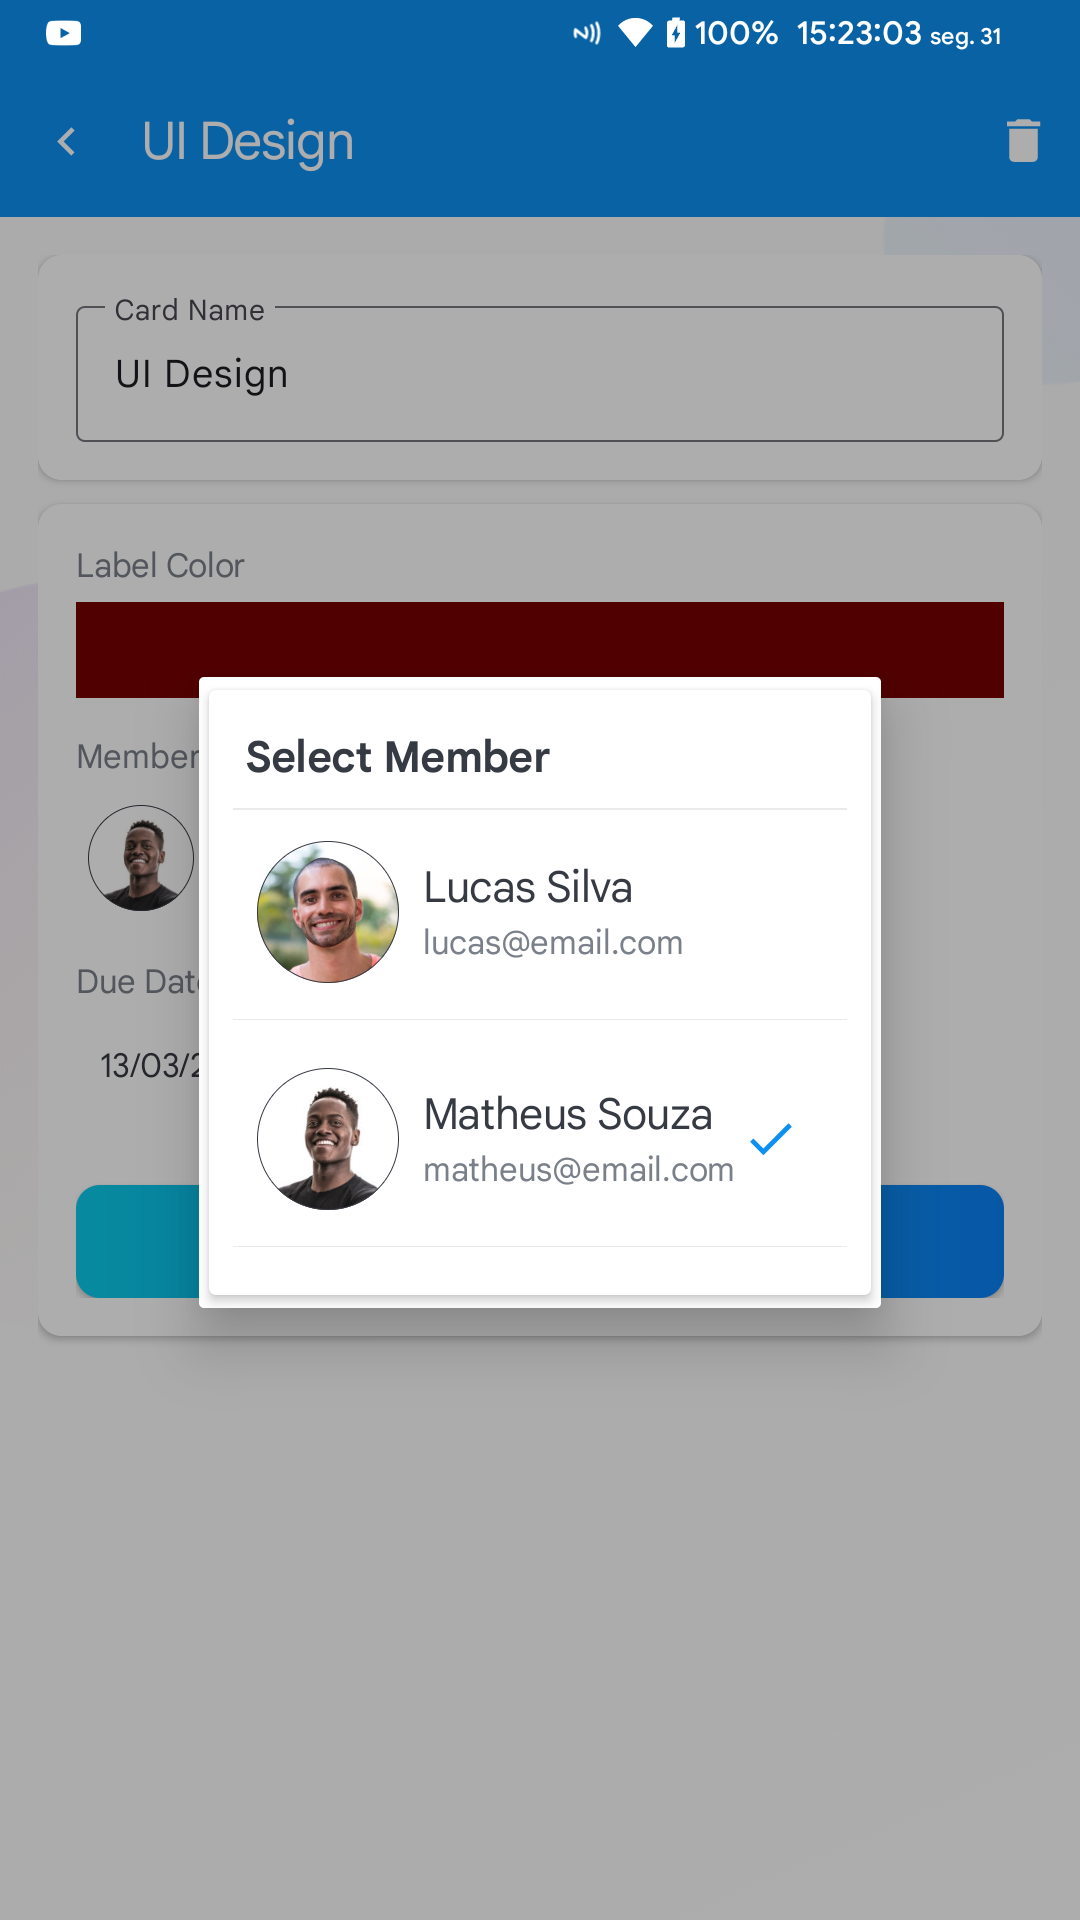 100% 15:23:03 seg. 31
UI Design
Card Name
UI Design
Label Color
Member
Select Member
Lucas Silva
lucas@email.com
Due Dat
13/03/2
Matheus Souza
matheus@email.com